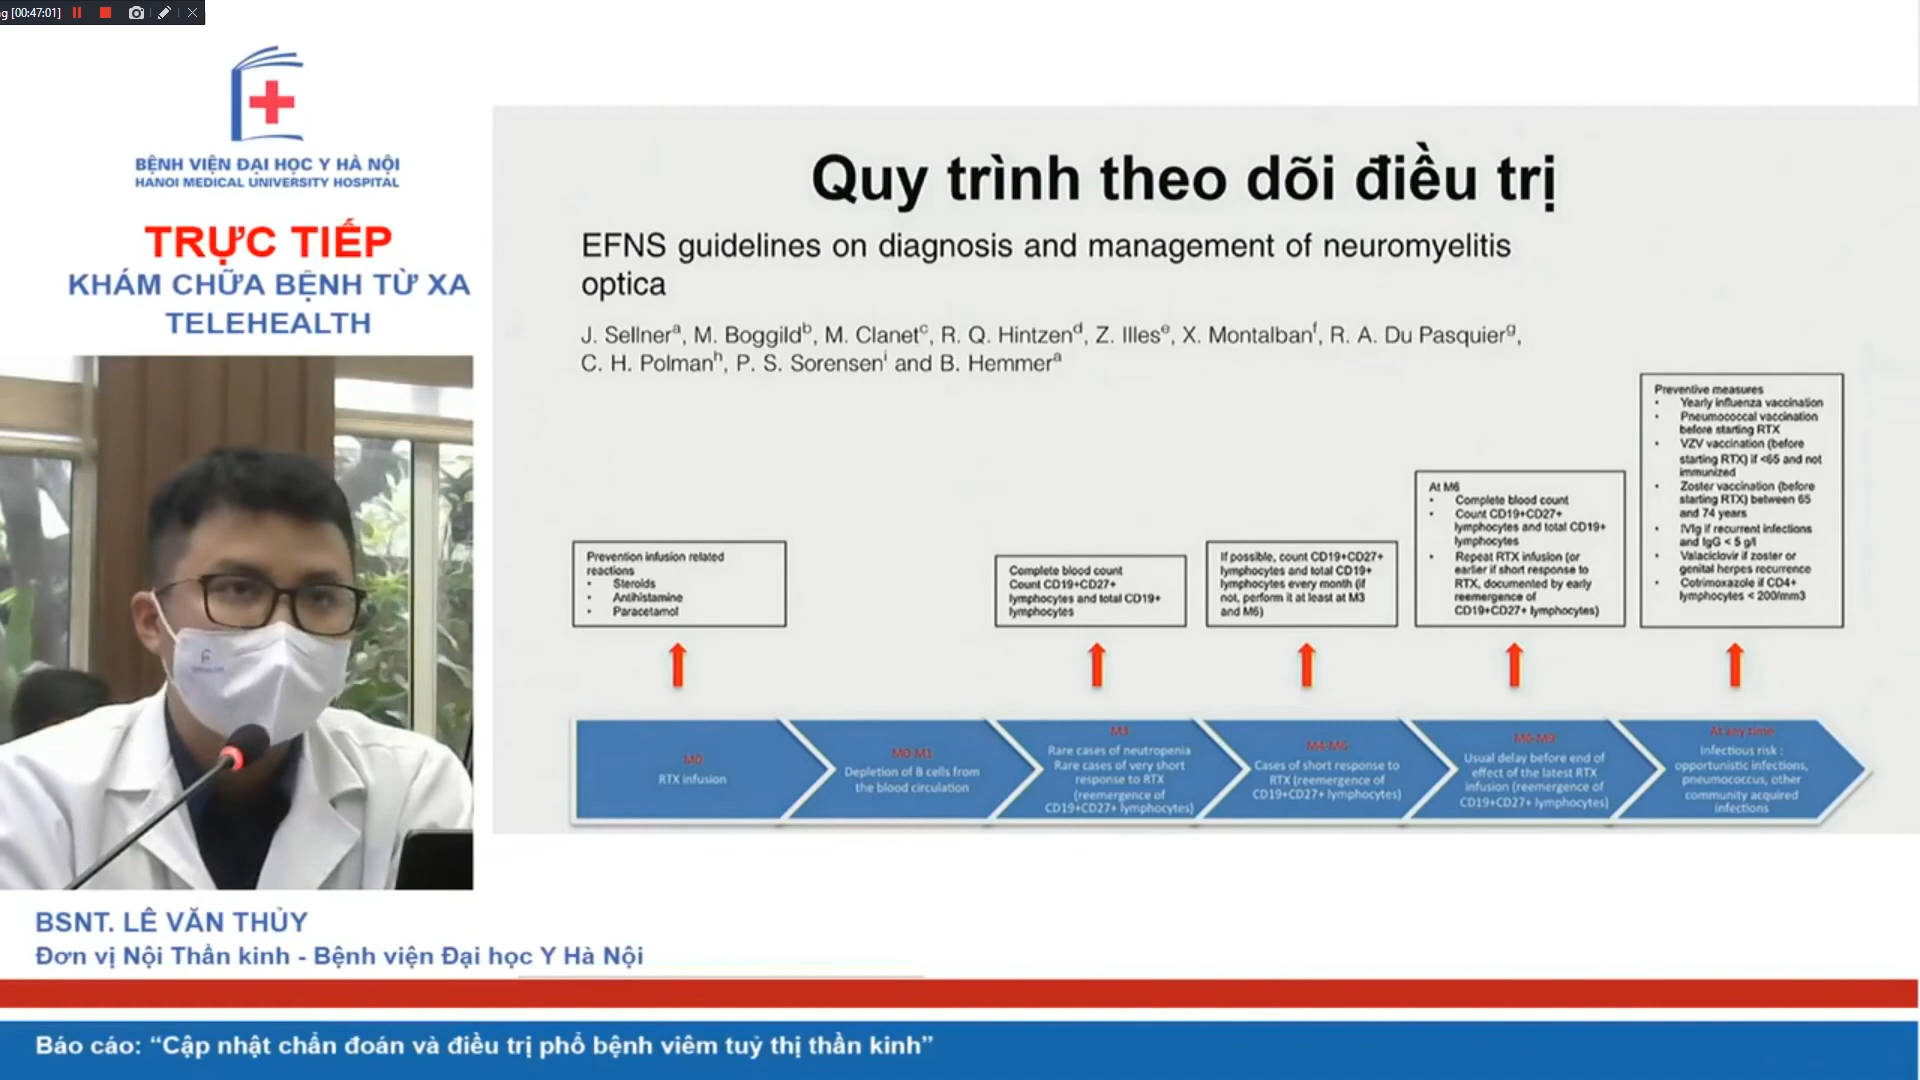 g [00:47:01]
BỆNH VIỆN ĐẠI HỌC Y HÀ NỘI
HANOI MEDICAL UNIVERSITY HOSPITAL
TRỰC TIẾP
KHÁM CHỮA BỆNH TỪ XA
TELEHEALTH
Quy trình theo dõi điều trị
EFNS guidelines on diagnosis and management of neuromyelitis
optica
J. Sellnerᵃ, M. Boggildᵇ, M. Clanetᶜ, R. Q. Hintzenᵈ, Z. Illesᵉ, X. Montalbanᶠ, R. A. Du Pasquierᵍ,
C. H. Polmanʰ, P. S. Sorensenⁱ and B. Hemmerᵃ
Prevention infusion related
reactions
• Steroids
• Antihistamine
• Paracetamol
Complete blood count
Count CD19+CD27+
lymphocytes and total CD19+
lymphocytes
If possible, count CD19+CD27+
lymphocytes and total CD19+
lymphocytes every month (if
not, perform it at least at M3
and M6)
At M6
• Complete blood count
• Count CD19+CD27+
lymphocytes and total CD19+
lymphocytes
• Repeat RTX infusion (or
earlier if short response to
RTX, documented by early
reemergence of
CD19+CD27+ lymphocytes)
Preventive measures
• Yearly influenza vaccination
• Pneumococcal vaccination
before starting RTX
• VZV vaccination (before
starting RTX) if <65 and not
immunized
• Zoster vaccination (before
starting RTX) between 65
and 74 years
• IVIg if recurrent infections
and IgG < 5 g/l
• Valaciclovir if zoster or
genital herpes recurrence
• Cotrimoxazole if CD4+
lymphocytes < 200/mm3
M0
RTX infusion
M0-M1
Depletion of B cells from
the blood circulation
M3
Rare cases of neutropenia
Rare cases of very short
response to RTX
(reemergence of
CD19+CD27+ lymphocytes)
M4-M6
Cases of short response to
RTX (reemergence of
CD19+CD27+ lymphocytes)
M6-M9
Usual delay before end of
effect of the latest RTX
infusion (reemergence of
CD19+CD27+ lymphocytes)
At any time
Infectious risk :
opportunistic infections,
pneumococcus, other
community acquired
infections
BSNT. LÊ VĂN THỦY
Đơn vị Nội Thần kinh - Bệnh viện Đại học Y Hà Nội
Báo cáo: “Cập nhật chẩn đoán và điều trị phổ bệnh viêm tuỷ thị thần kinh”